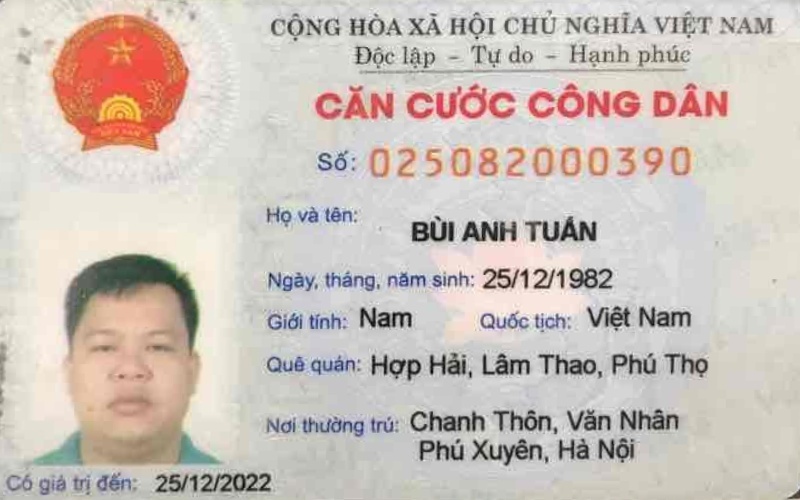 CỘNG HÒA XÃ HỘI CHỦ NGHĨA VIỆT NAM
Độc lập - Tự do - Hạnh phúc
CĂN CƯỚC CÔNG DÂN
Số: 025082000390
Họ và tên: BÙI ANH TUẤN
Ngày, tháng, năm sinh: 25/12/1982
Giới tính: Nam Quốc tịch: Việt Nam
Quê quán: Hợp Hải, Lâm Thao, Phú Thọ
Nơi thường trú: Chanh Thôn, Văn Nhân
Phú Xuyên, Hà Nội
Có giá trị đến: 25/12/2022